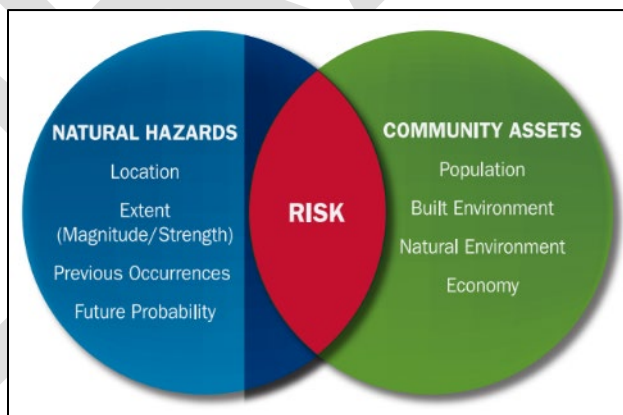 NATURAL HAZARDS
Location
Extent
(Magnitude/Strength)
Previous Occurrences
Future Probability
RISK
COMMUNITY ASSETS
Population
Built Environment
Natural Environment
Economy